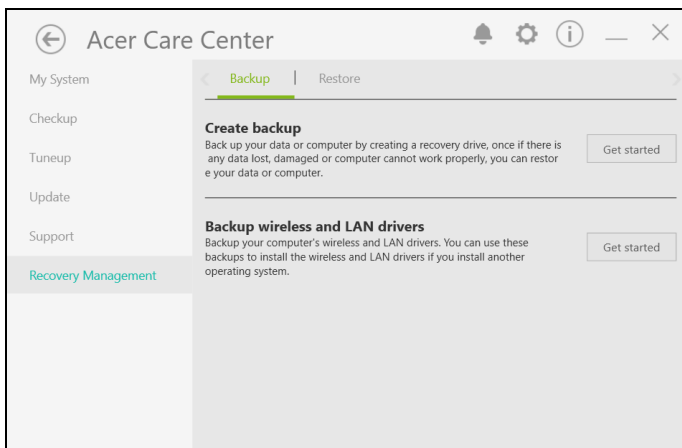 Acer Care Center
My System
Checkup
Tuneup
Update
Support
Recovery Management
Backup | Restore
Create backup
Back up your data or computer by creating a recovery drive, once if there is
any data lost, damaged or computer cannot work properly, you can restor
e your data or computer.
Get started
Backup wireless and LAN drivers
Backup your computer's wireless and LAN drivers. You can use these
backups to install the wireless and LAN drivers if you install another
operating system.
Get started